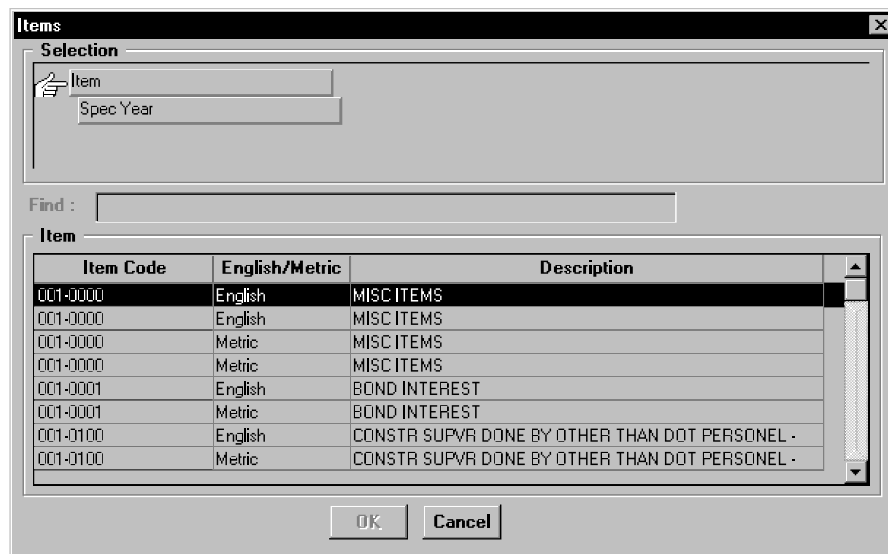 Items
Selection
Item
Spec Year
Find :
Item
Item Code English/Metric Description
001-0000 English MISC ITEMS
001-0000 English MISC ITEMS
001-0000 Metric MISC ITEMS
001-0000 Metric MISC ITEMS
001-0001 English BOND INTEREST
001-0001 Metric BOND INTEREST
001-0100 English CONSTR SUPVR DONE BY OTHER THAN DOT PERSONEL -
001-0100 Metric CONSTR SUPVR DONE BY OTHER THAN DOT PERSONEL -
OK Cancel